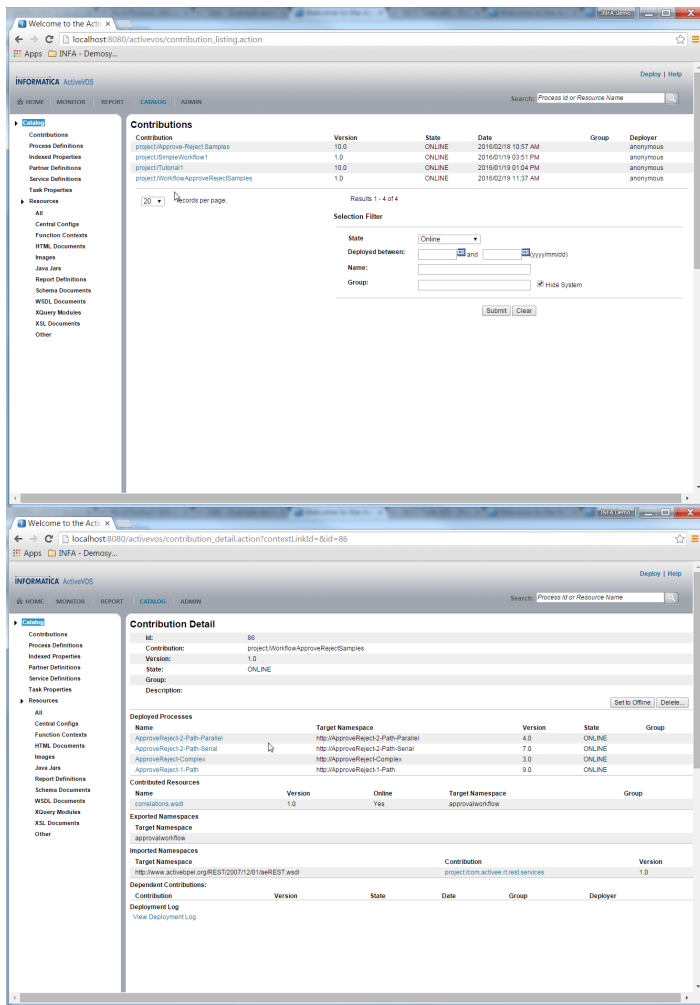 INFA Demo
Welcome to the Activ ×
localhost:8080/activevos/contribution_listing.action
Apps INFA - Demosy...
Deploy | Help
INFORMATICA ActiveVOS
HOME MONITOR REPORT CATALOG ADMIN Search: Process Id or Resource Name
Catalog
Contributions
Process Definitions
Indexed Properties
Partner Definitions
Service Definitions
Task Properties
Resources
All
Central Configs
Function Contexts
HTML Documents
Images
Java Jars
Report Definitions
Schema Documents
WSDL Documents
XQuery Modules
XSL Documents
Other
Contributions
Contribution Version State Date Group Deployer
project:/Approve-Reject Samples 10.0 ONLINE 2016/02/18 10:57 AM anonymous
project:/SimpleWorkflow1 1.0 ONLINE 2016/01/19 03:51 PM anonymous
project:/Tutorial1 10.0 ONLINE 2016/01/19 01:04 PM anonymous
project:/WorkflowApproveRejectSamples 1.0 ONLINE 2016/02/19 11:37 AM anonymous
20 records per page. Results 1 - 4 of 4
Selection Filter
State Online
Deployed between: and (yyyy/mm/dd)
Name:
Group: Hide System
Submit Clear
INFA Demo
Welcome to the Activ ×
localhost:8080/activevos/contribution_detail.action?contextLinkId=&id=86
Apps INFA - Demosy...
Deploy | Help
INFORMATICA ActiveVOS
HOME MONITOR REPORT CATALOG ADMIN Search: Process Id or Resource Name
Catalog
Contributions
Process Definitions
Indexed Properties
Partner Definitions
Service Definitions
Task Properties
Resources
All
Central Configs
Function Contexts
HTML Documents
Images
Java Jars
Report Definitions
Schema Documents
WSDL Documents
XQuery Modules
XSL Documents
Other
Contribution Detail
Id: 86
Contribution: project:/WorkflowApproveRejectSamples
Version: 1.0
State: ONLINE
Group:
Description:
Set to Offline Delete...
Deployed Processes
Name Target Namespace Version State Group
ApproveReject-2-Path-Parallel http://ApproveReject-2-Path-Parallel 4.0 ONLINE
ApproveReject-2-Path-Serial http://ApproveReject-2-Path-Serial 7.0 ONLINE
ApproveReject-Complex http://ApproveReject-Complex 3.0 ONLINE
ApproveReject-1-Path http://ApproveReject-1-Path 9.0 ONLINE
Contributed Resources
Name Version Online Target Namespace Group
correlations.wsdl 1.0 Yes approvalworkflow
Exported Namespaces
Target Namespace
approvalworkflow
Imported Namespaces
Target Namespace Contribution Version
http://www.activebpel.org/REST/2007/12/01/aeREST.wsdl project:/com.activee.rt.rest.services 1.0
Dependent Contributions:
Contribution Version State Date Group Deployer
Deployment Log
View Deployment Log